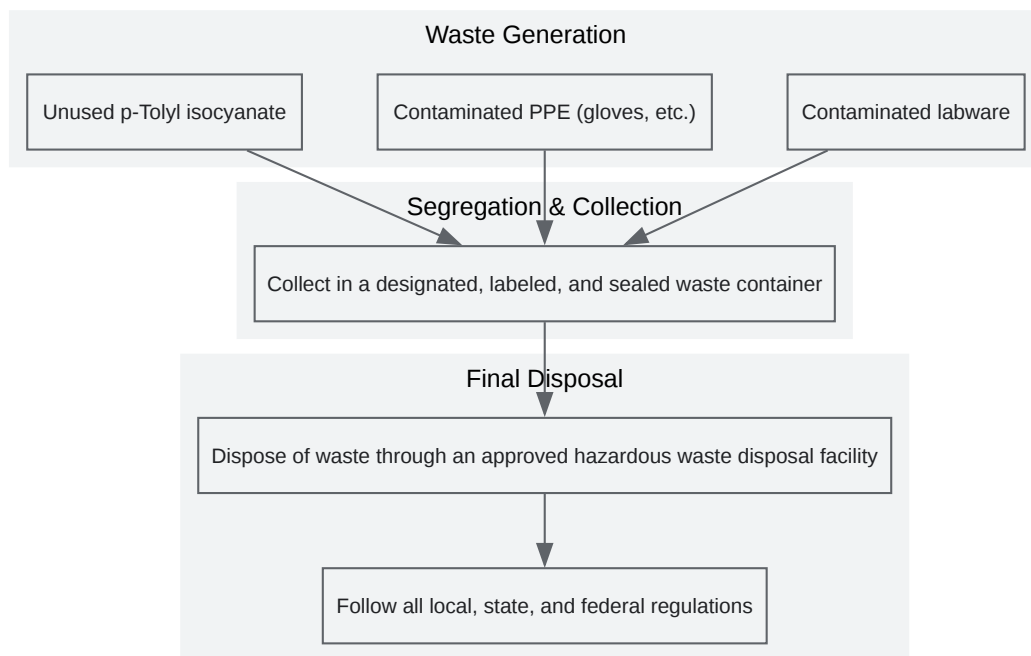 Waste Generation
Unused p-Tolyl isocyanate
Contaminated PPE (gloves, etc.)
Contaminated labware
Segregation & Collection
Collect in a designated, labeled, and sealed waste container
Final Disposal
Dispose of waste through an approved hazardous waste disposal facility
Follow all local, state, and federal regulations